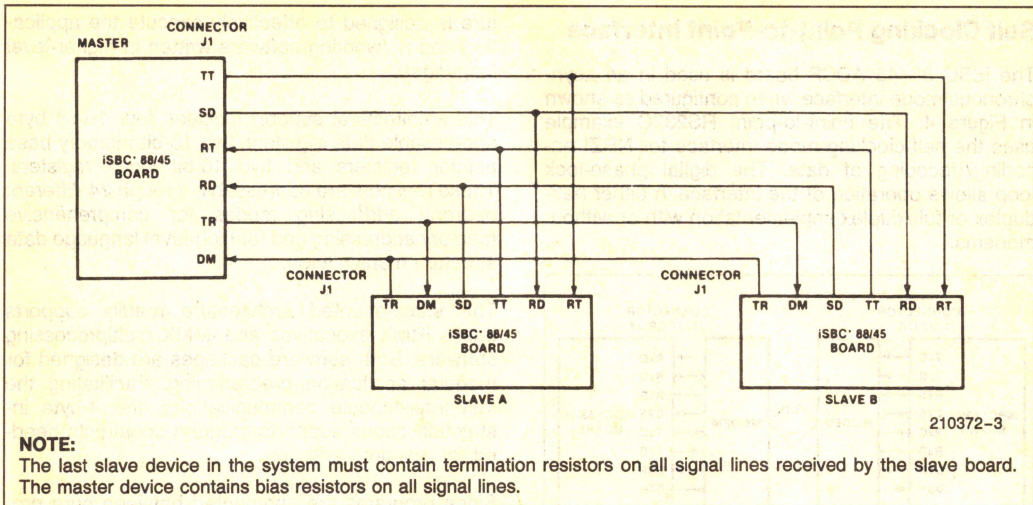 CONNECTOR
J1
MASTER
TT
SD
RT
RD
TR
DM
iSBC* 88/45
BOARD
CONNECTOR
J1
TR DM SD TT RD RT
iSBC* 88/45
BOARD
SLAVE A
CONNECTOR
J1
TR DM SD TT RD RT
iSBC* 88/45
BOARD
SLAVE B
210372–3
NOTE:
The last slave device in the system must contain termination resistors on all signal lines received by the slave board.
The master device contains bias resistors on all signal lines.